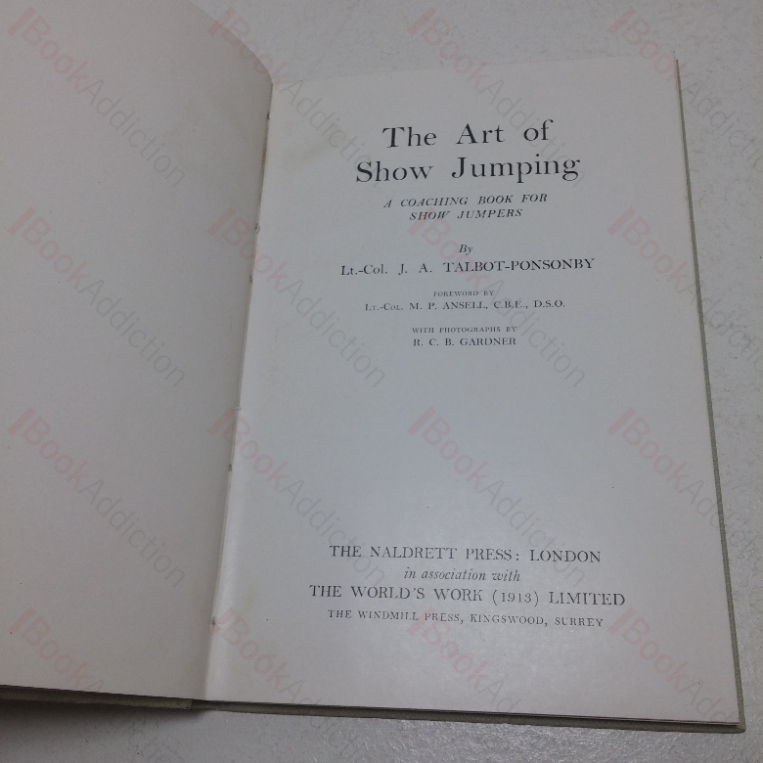 The Art of
Show Jumping
A COACHING BOOK FOR
SHOW JUMPERS
By
LT.-COL. J. A. TALBOT-PONSONBY
FOREWORD BY
LT.-COL. M. P. ANSELL, C.B.E., D.S.O.
WITH PHOTOGRAPHS BY
R. C. B. GARDNER
THE NALDRETT PRESS: LONDON
in association with
THE WORLD'S WORK (1913) LIMITED
THE WINDMILL PRESS, KINGSWOOD, SURREY
BookAddiction